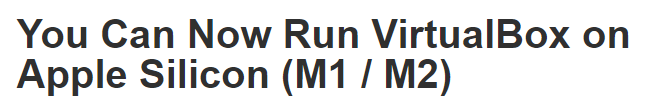 You Can Now Run VirtualBox on
Apple Silicon (M1 / M2)